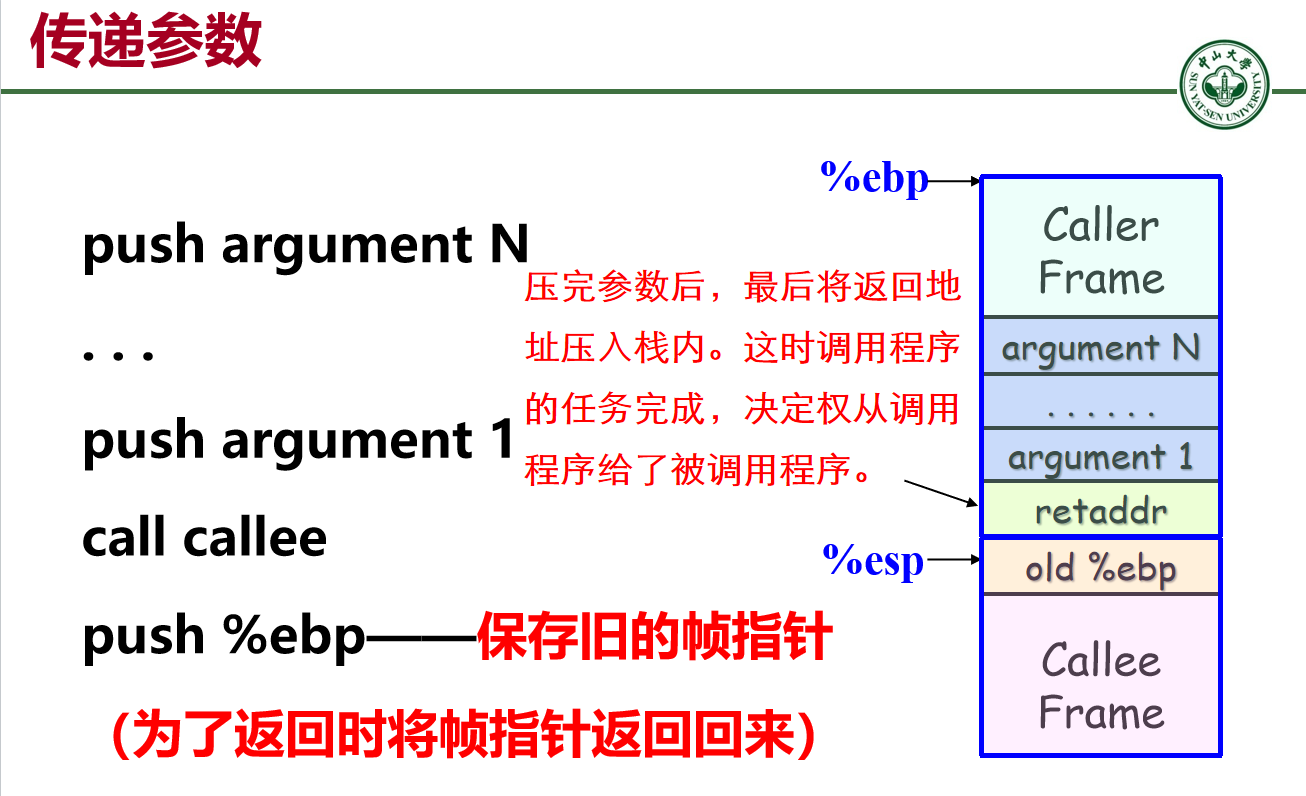 传递参数
中山大学
SUN YAT-SEN UNIVERSITY
push argument N
. . .
push argument 1
call callee
push %ebp——保存旧的帧指针
（为了返回时将帧指针返回回来）
压完参数后，最后将返回地
址压入栈内。这时调用程序
的任务完成，决定权从调用
程序给了被调用程序。
%ebp
Caller
Frame
argument N
. . . . . .
argument 1
retaddr
%esp
old %ebp
Callee
Frame